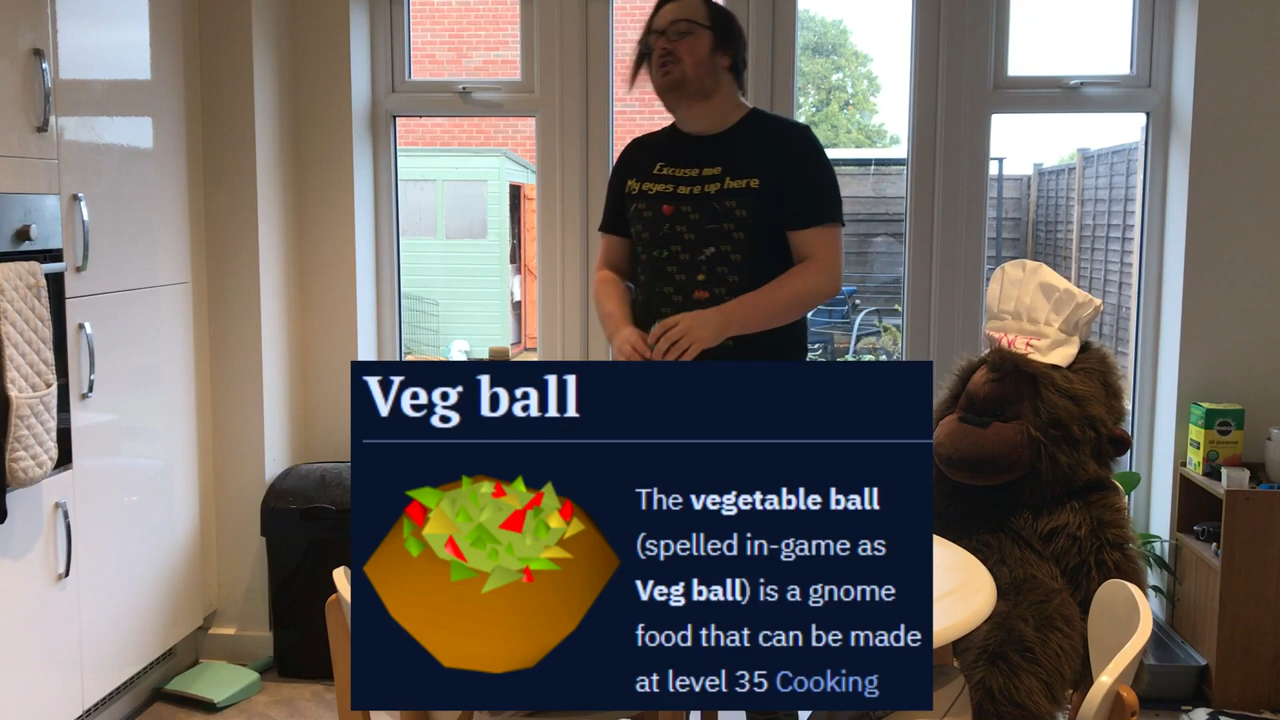 Excuse me
My eyes are up here
Veg ball
The vegetable ball
(spelled in-game as
Veg ball) is a gnome
food that can be made
at level 35 Cooking